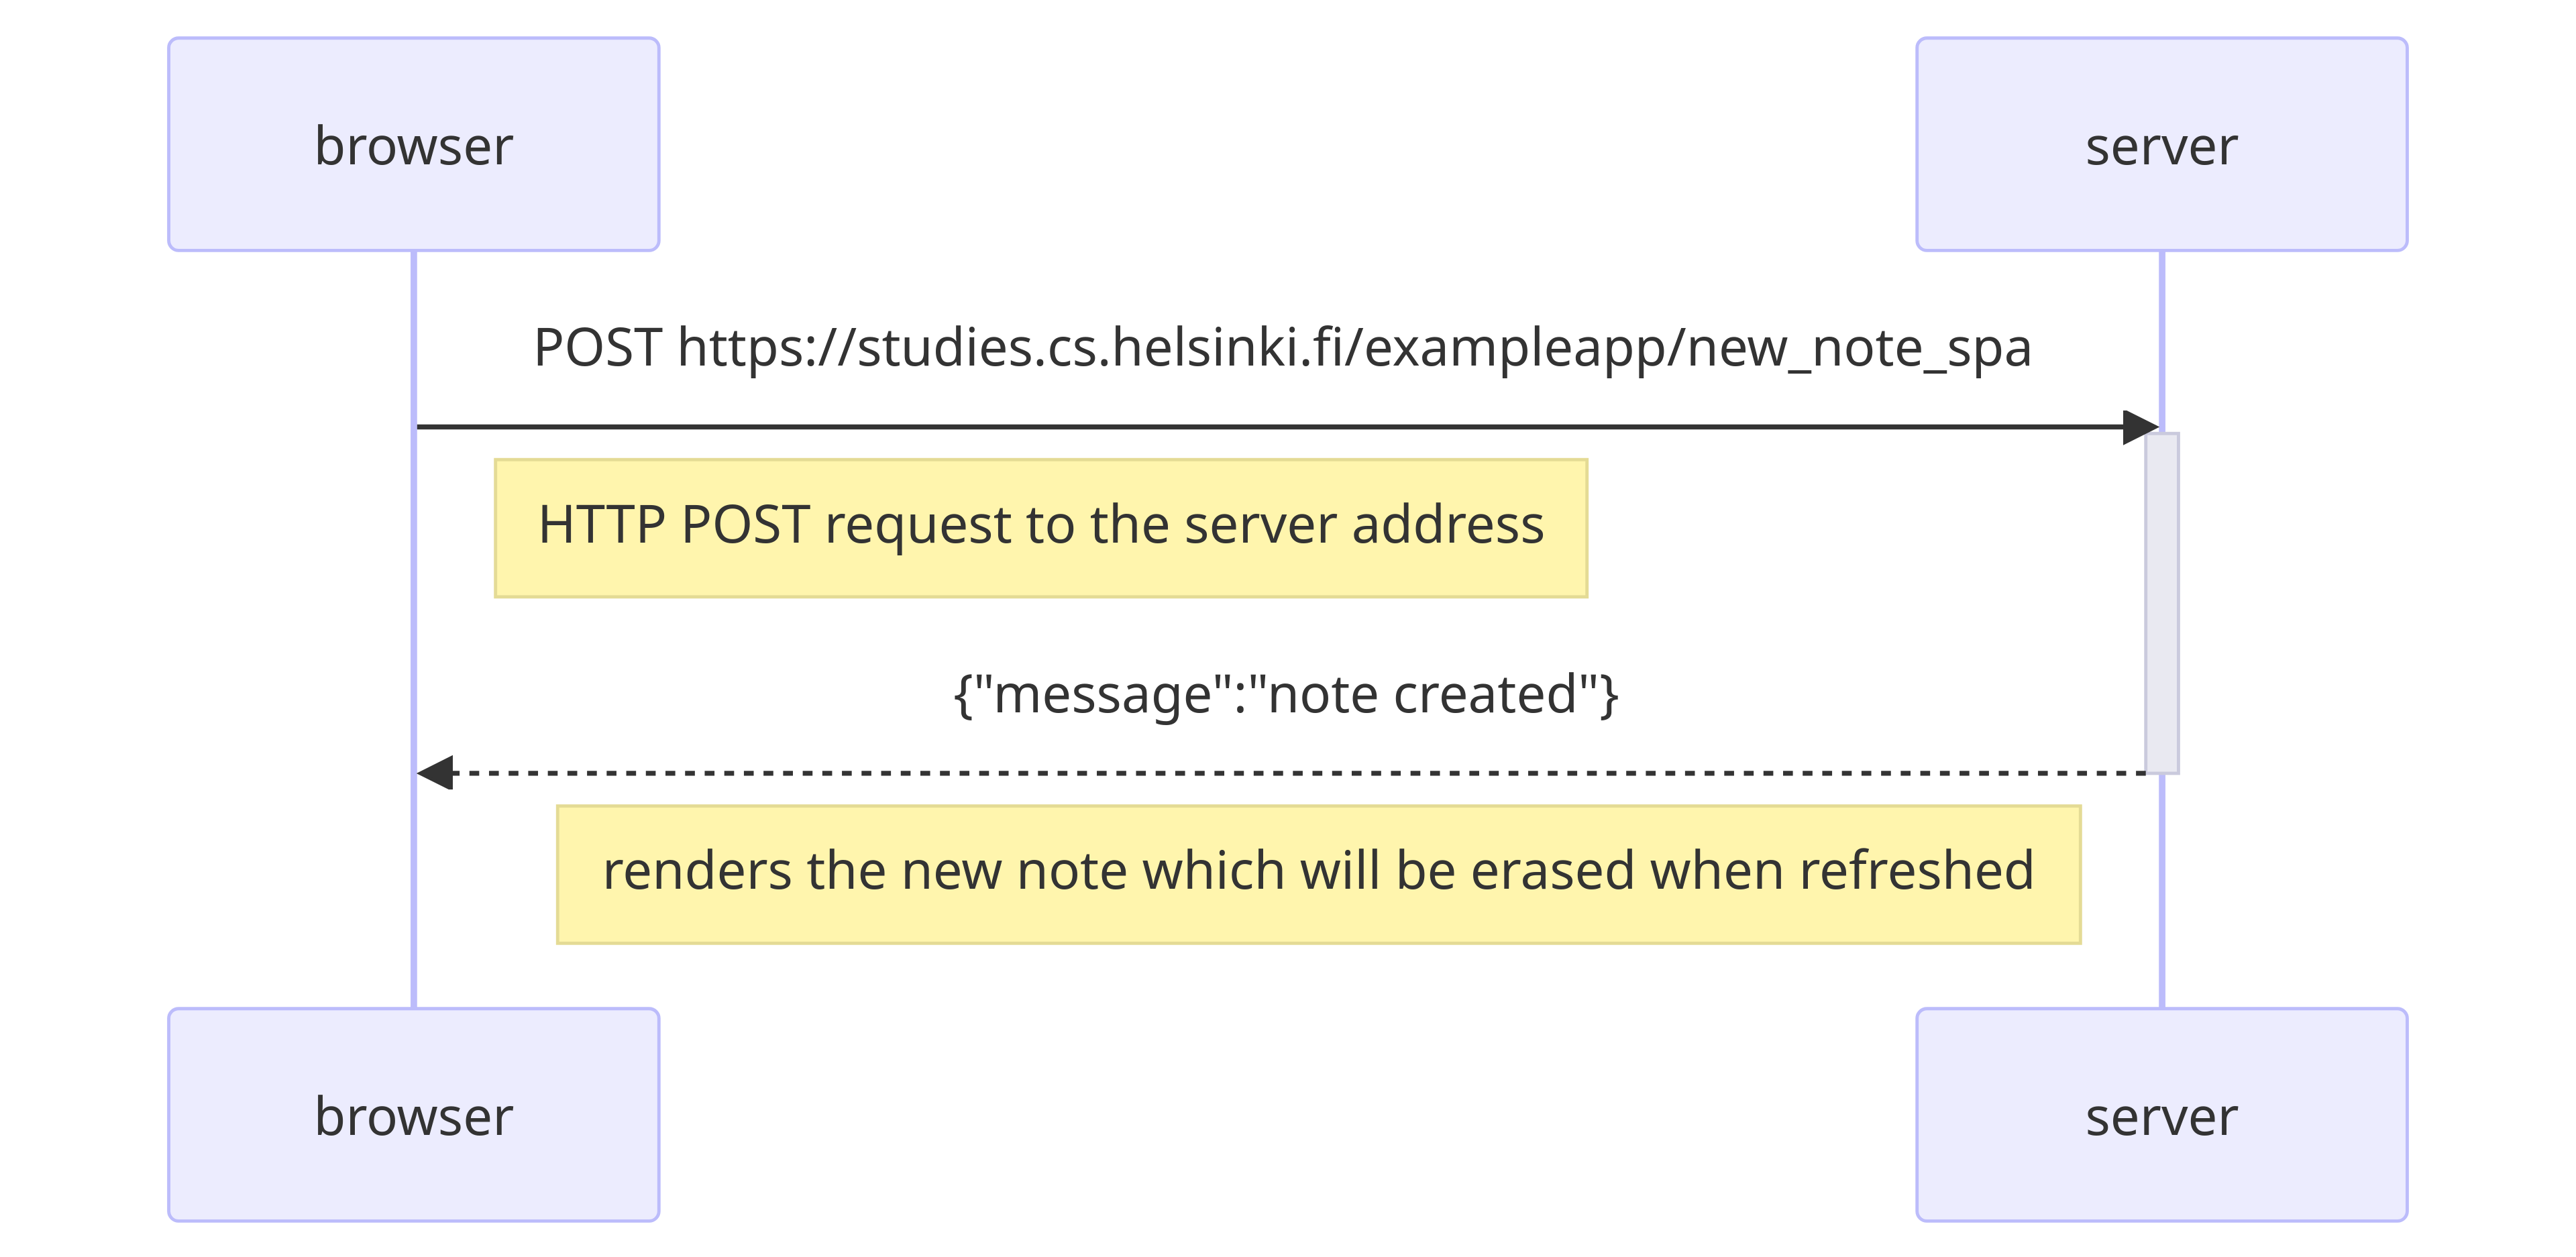 browser
server
POST https://studies.cs.helsinki.fi/exampleapp/new_note_spa
HTTP POST request to the server address
{"message":"note created"}
renders the new note which will be erased when refreshed
browser
server